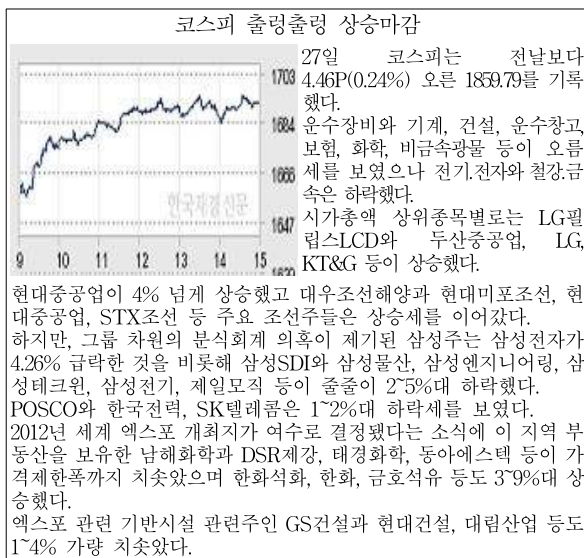 코스피 출렁출렁 상승마감
1703
1684
1666
1647
9 10 11 12 13 14 15
한국재경신문
27일 코스피는 전날보다
4.46P(0.24%) 오른 1859.79를 기록
했다.
운수장비와 기계, 건설, 운수창고,
보험, 화학, 비금속광물 등이 오름
세를 보였으나 전기.전자와 철강.금
속은 하락했다.
시가총액 상위종목별로는 LG필
립스LCD와 두산중공업, LG,
KT&G 등이 상승했다.
현대중공업이 4% 넘게 상승했고 대우조선해양과 현대미포조선, 현
대중공업, STX조선 등 주요 조선주들은 상승세를 이어갔다.
하지만, 그룹 차원의 분식회계 의혹이 제기된 삼성주는 삼성전자가
4.26% 급락한 것을 비롯해 삼성SDI와 삼성물산, 삼성엔지니어링, 삼
성테크윈, 삼성전기, 제일모직 등이 줄줄이 2~5%대 하락했다.
POSCO와 한국전력, SK텔레콤은 1~2%대 하락세를 보였다.
2012년 세계 엑스포 개최지가 여수로 결정됐다는 소식에 이 지역 부
동산을 보유한 남해화학과 DSR제강, 태경화학, 동아에스텍 등이 가
격제한폭까지 치솟았으며 한화석화, 한화, 금호석유 등도 3~9%대 상
승했다.
엑스포 관련 기반시설 관련주인 GS건설과 현대건설, 대림산업 등도
1~4% 가량 치솟았다.